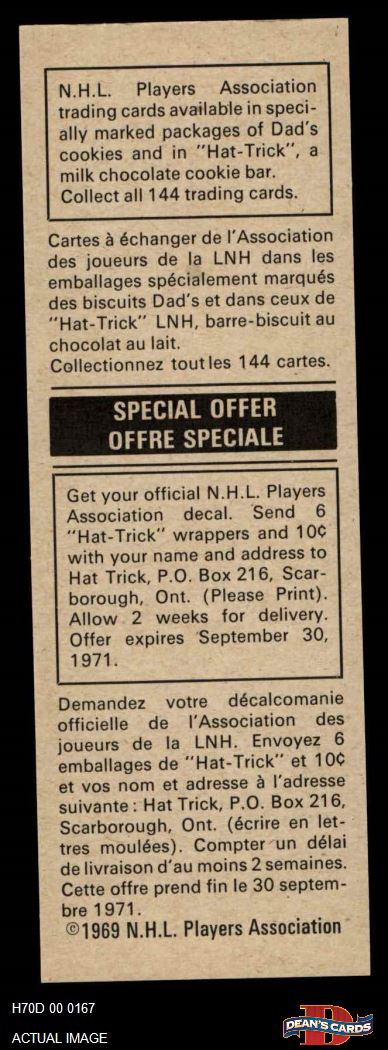 N.H.L. Players Association
trading cards available in speci-
ally marked packages of Dad's
cookies and in "Hat-Trick", a
milk chocolate cookie bar.
Collect all 144 trading cards.
Cartes à échanger de l'Association
des joueurs de la LNH dans les
emballages spécialement marqués
des biscuits Dad's et dans ceux de
"Hat-Trick" LNH, barre-biscuit au
chocolat au lait.
Collectionnez tout les 144 cartes.
SPECIAL OFFER
OFFRE SPECIALE
Get your official N.H.L. Players
Association decal. Send 6
"Hat-Trick" wrappers and 10¢
with your name and address to
Hat Trick, P.O. Box 216, Scar-
borough, Ont. (Please Print).
Allow 2 weeks for delivery.
Offer expires September 30,
1971.
Demandez votre décalcomanie
officielle de l'Association des
joueurs de la LNH. Envoyez 6
emballages de "Hat-Trick" et 10¢
et vos nom et adresse à l'adresse
suivante : Hat Trick, P.O. Box 216,
Scarborough, Ont. (écrire en let-
tres moulées). Compter un délai
de livraison d'au moins 2 semaines.
Cette offre prend fin le 30 septem-
bre 1971.
©1969 N.H.L. Players Association
H70D 00 0167
ACTUAL IMAGE
D
DEAN'S CARDS